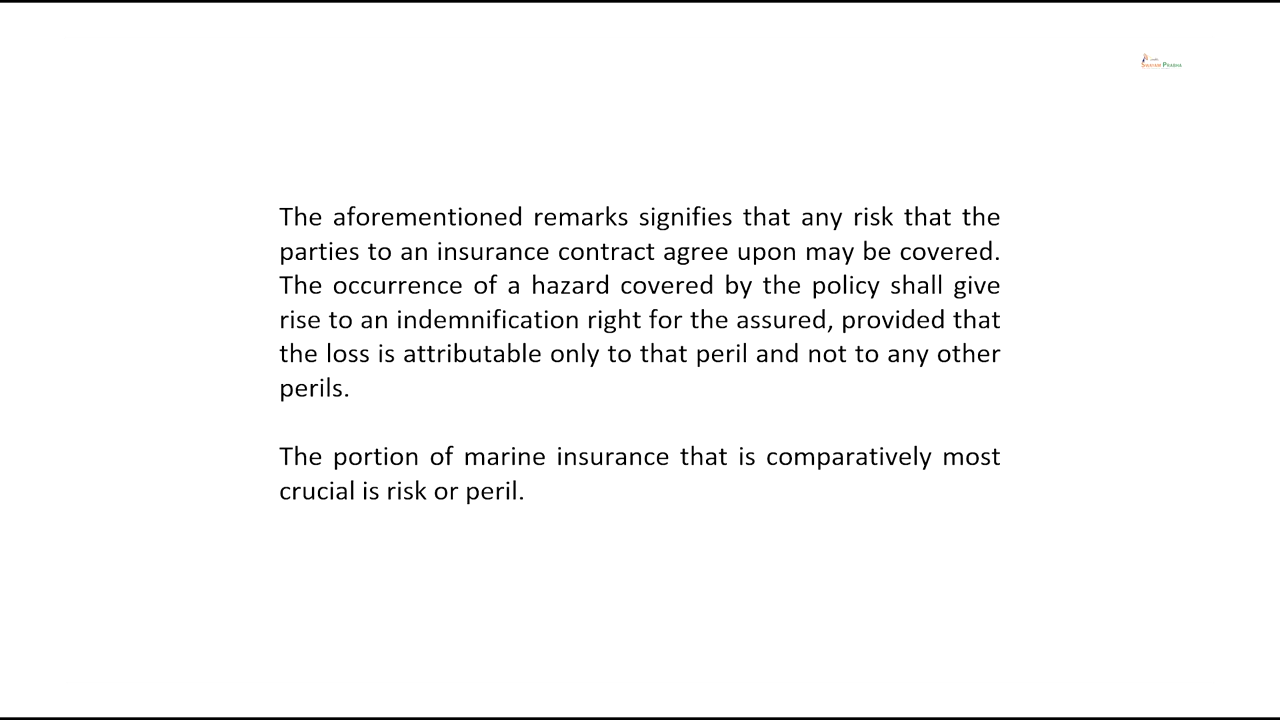 Swayam Prabha
The aforementioned remarks signifies that any risk that the
parties to an insurance contract agree upon may be covered.
The occurrence of a hazard covered by the policy shall give
rise to an indemnification right for the assured, provided that
the loss is attributable only to that peril and not to any other
perils.
The portion of marine insurance that is comparatively most
crucial is risk or peril.